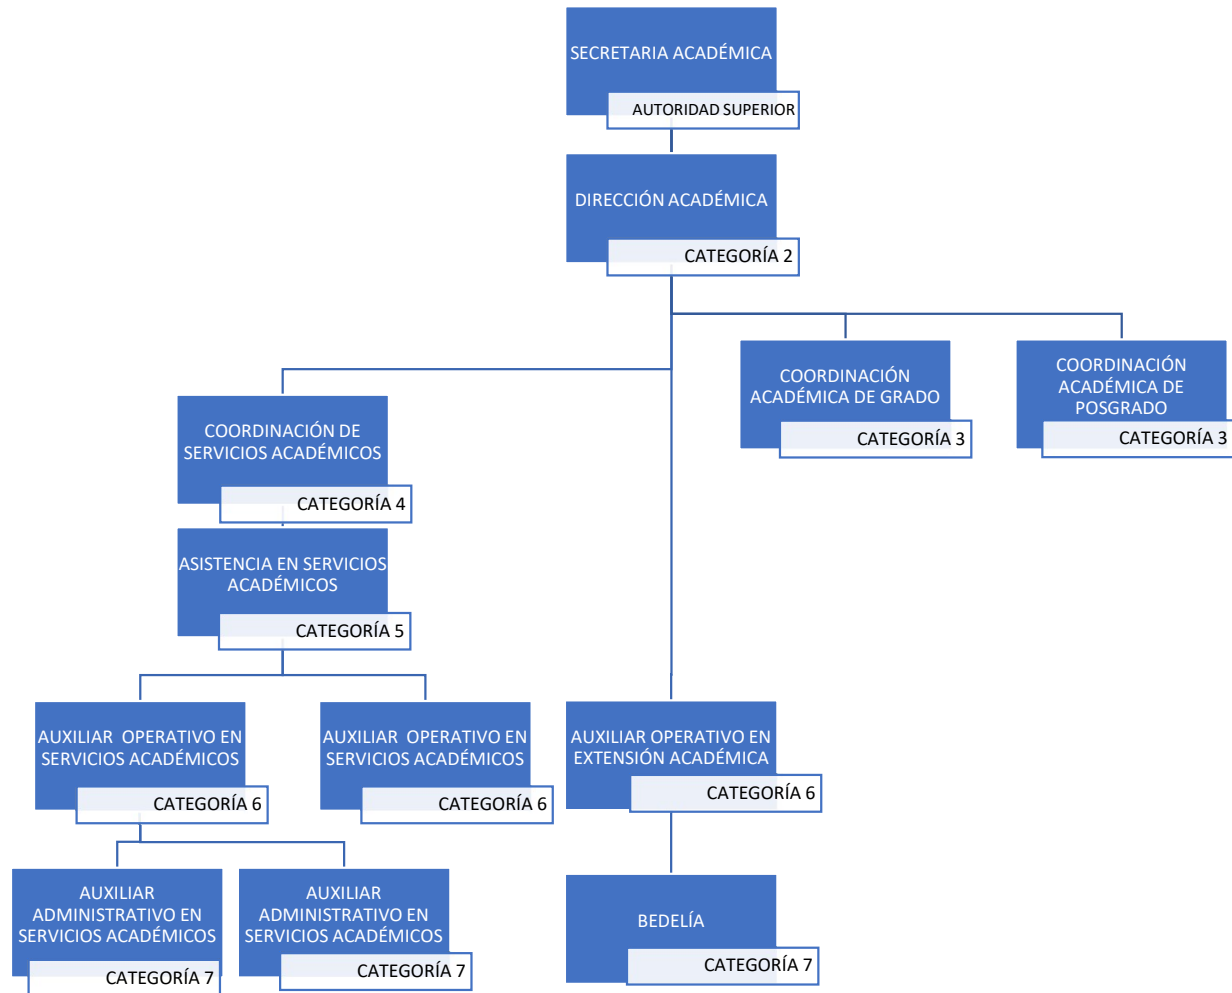 SECRETARIA ACADÉMICA
AUTORIDAD SUPERIOR
DIRECCIÓN ACADÉMICA
CATEGORÍA 2
COORDINACIÓN
ACADÉMICA DE GRADO
CATEGORÍA 3
COORDINACIÓN
ACADÉMICA DE
POSGRADO
CATEGORÍA 3
COORDINACIÓN DE
SERVICIOS ACADÉMICOS
CATEGORÍA 4
ASISTENCIA EN SERVICIOS
ACADÉMICOS
CATEGORÍA 5
AUXILIAR OPERATIVO EN
SERVICIOS ACADÉMICOS
CATEGORÍA 6
AUXILIAR OPERATIVO EN
SERVICIOS ACADÉMICOS
CATEGORÍA 6
AUXILIAR OPERATIVO EN
EXTENSIÓN ACADÉMICA
CATEGORÍA 6
AUXILIAR
ADMINISTRATIVO EN
SERVICIOS ACADÉMICOS
CATEGORÍA 7
AUXILIAR
ADMINISTRATIVO EN
SERVICIOS ACADÉMICOS
CATEGORÍA 7
BEDELÍA
CATEGORÍA 7